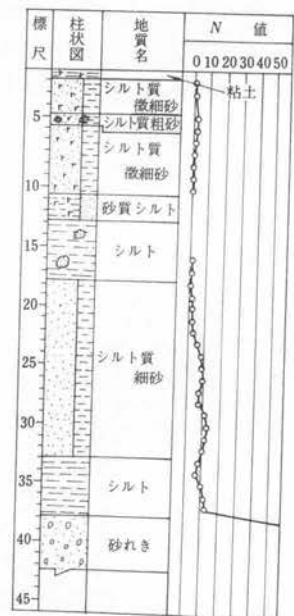 標尺 柱状図 地質名 N 値
0 10 20 30 40 50
粘土
シルト質
微細砂
5
シルト質粗砂
シルト質
微細砂
10
砂質シルト
15
シルト
20
シルト質
細砂
25
30
シルト
35
砂れき
40
45